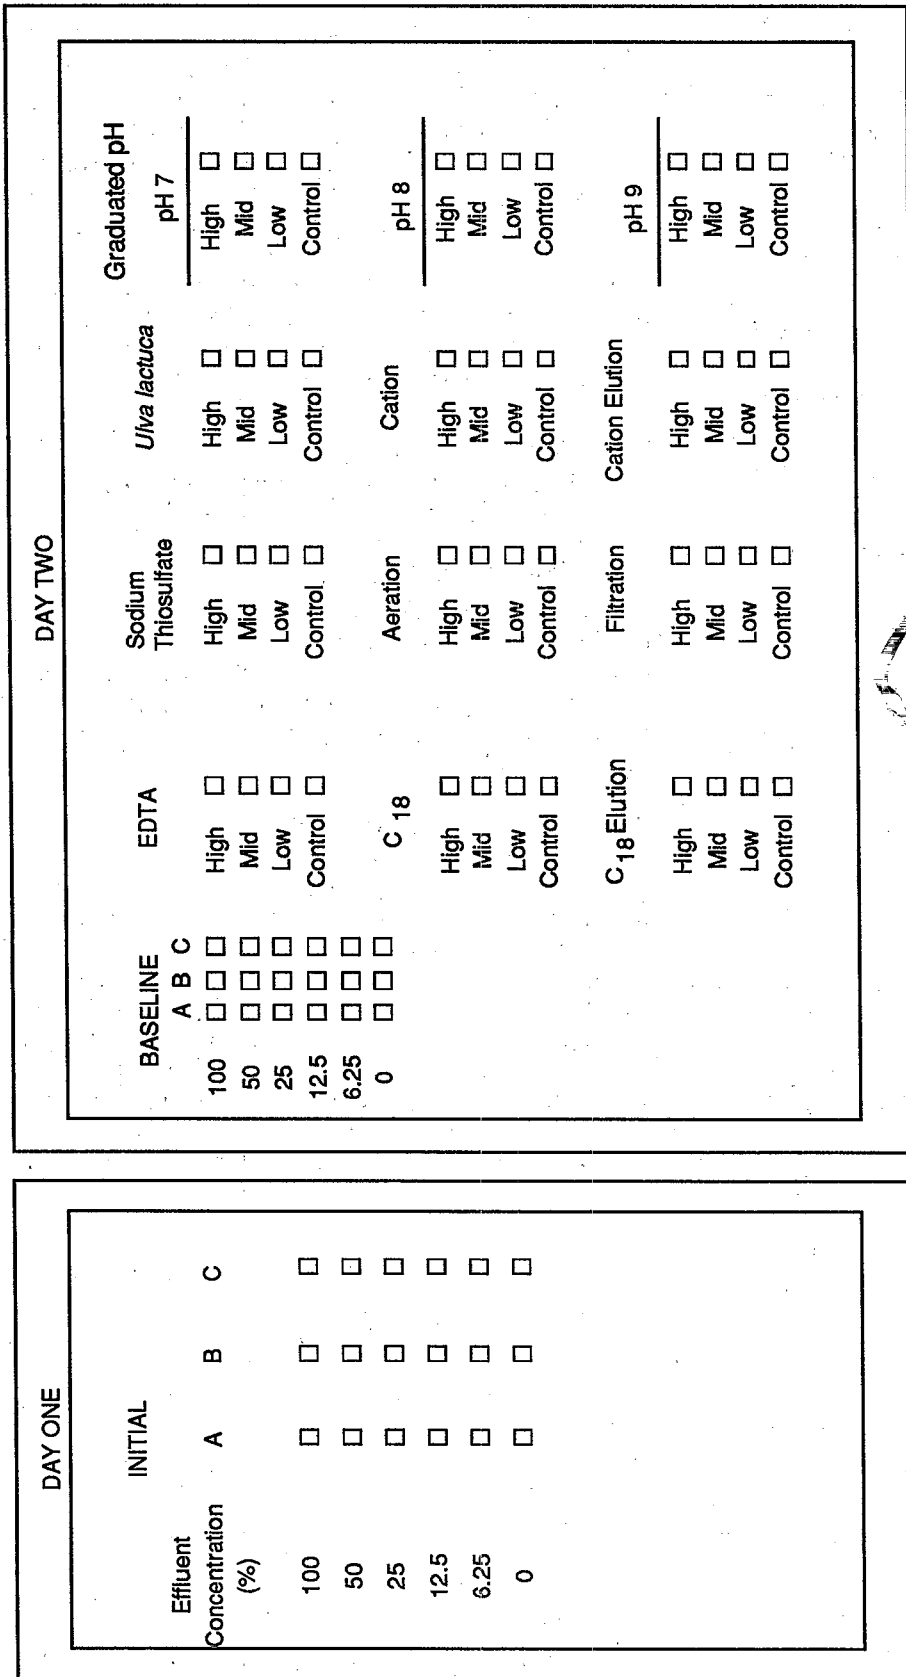 DAY ONE
INITIAL
Effluent
Concentration
(%)
A B C
100
50
25
12.5
6.25
0
DAY TWO
BASELINE
A B C
100
50
25
12.5
6.25
0
EDTA
High
Mid
Low
Control
Sodium
Thiosulfate
High
Mid
Low
Control
Ulva lactuca
High
Mid
Low
Control
Graduated pH
pH 7
High
Mid
Low
Control
C 18
High
Mid
Low
Control
Aeration
High
Mid
Low
Control
Cation
High
Mid
Low
Control
pH 8
High
Mid
Low
Control
C18 Elution
High
Mid
Low
Control
Filtration
High
Mid
Low
Control
Cation Elution
High
Mid
Low
Control
pH 9
High
Mid
Low
Control